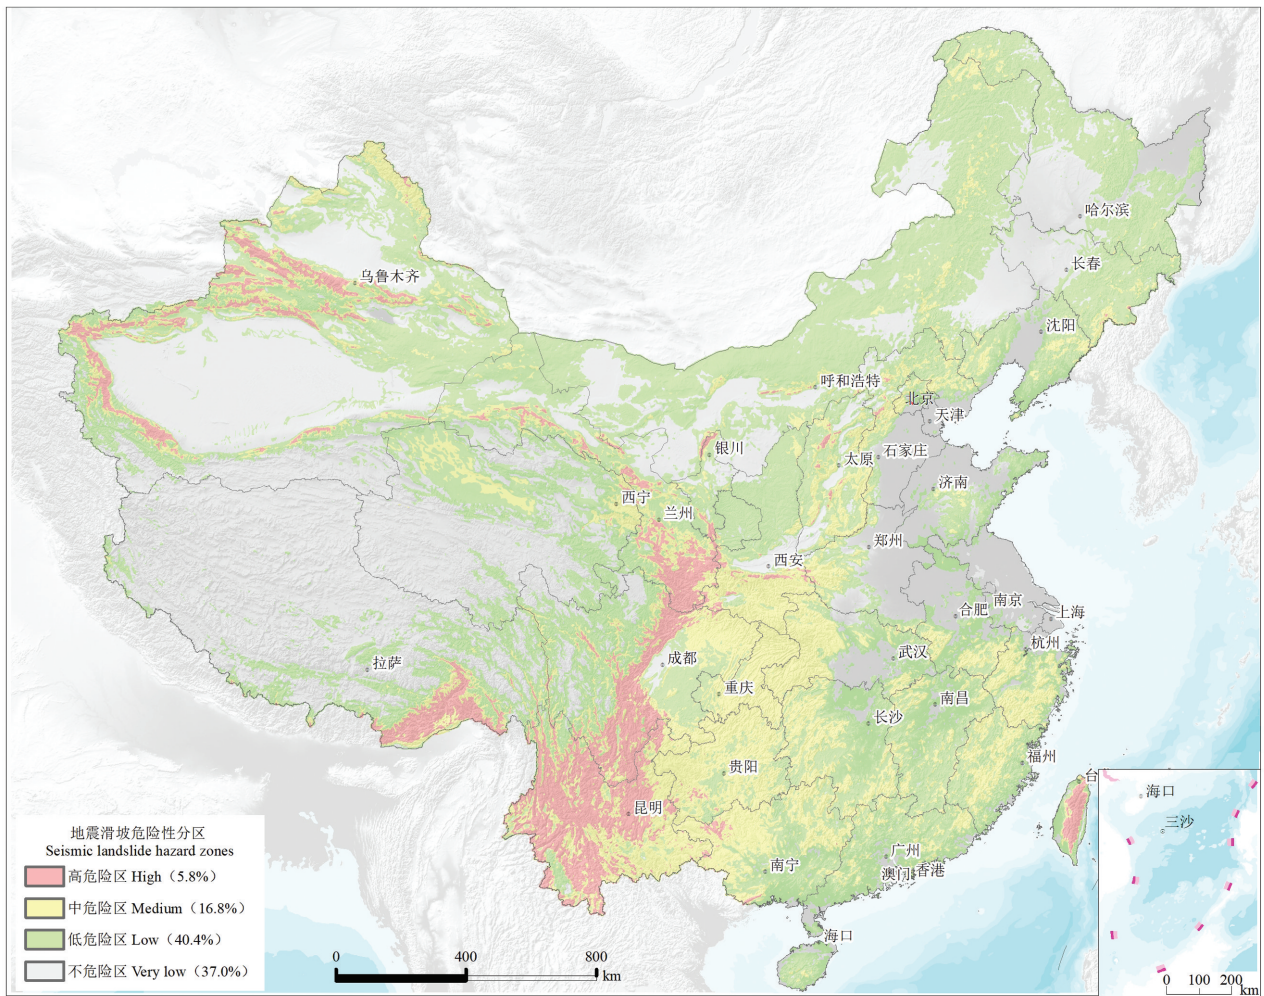 哈尔滨
长春
乌鲁木齐
沈阳
呼和浩特
北京
天津
银川
太原
石家庄
济南
西宁
兰州
郑州
西安
南京
合肥
上海
杭州
拉萨
成都
武汉
重庆
南昌
长沙
福州
贵阳
台
昆明
广州
南宁
澳门
香港
海口
海口
三沙
0 100 200
km
地震滑坡危险性分区
Seismic landslide hazard zones
高危险区 High（5.8%）
中危险区 Medium（16.8%）
低危险区 Low（40.4%）
不危险区 Very low（37.0%）
0 400 800
km